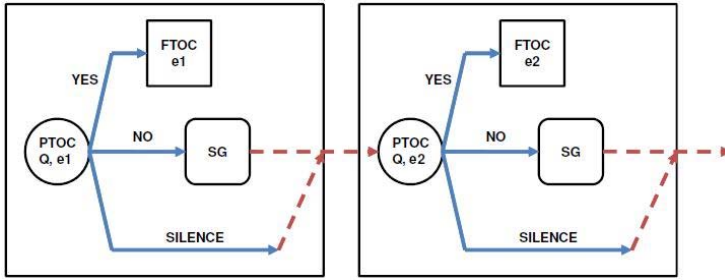 FTOC
e1
YES
PTOC
Q, e1
NO
SG
SILENCE
FTOC
e2
YES
PTOC
Q, e2
NO
SG
SILENCE